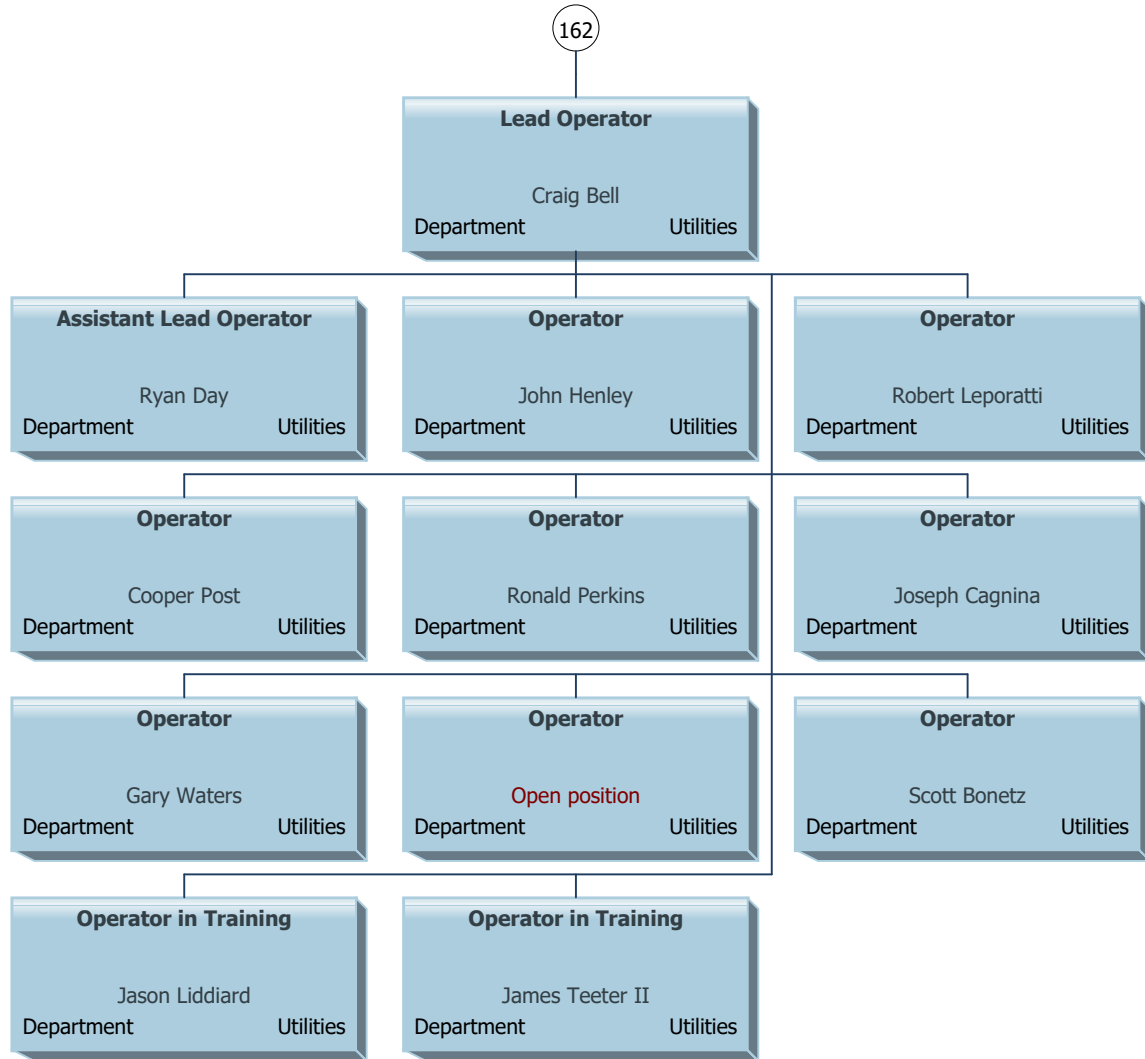 162
Lead Operator
Craig Bell
Department Utilities
Assistant Lead Operator
Ryan Day
Department Utilities
Operator
John Henley
Department Utilities
Operator
Robert Leporatti
Department Utilities
Operator
Cooper Post
Department Utilities
Operator
Ronald Perkins
Department Utilities
Operator
Joseph Cagnina
Department Utilities
Operator
Gary Waters
Department Utilities
Operator
Open position
Department Utilities
Operator
Scott Bonetz
Department Utilities
Operator in Training
Jason Liddiard
Department Utilities
Operator in Training
James Teeter II
Department Utilities